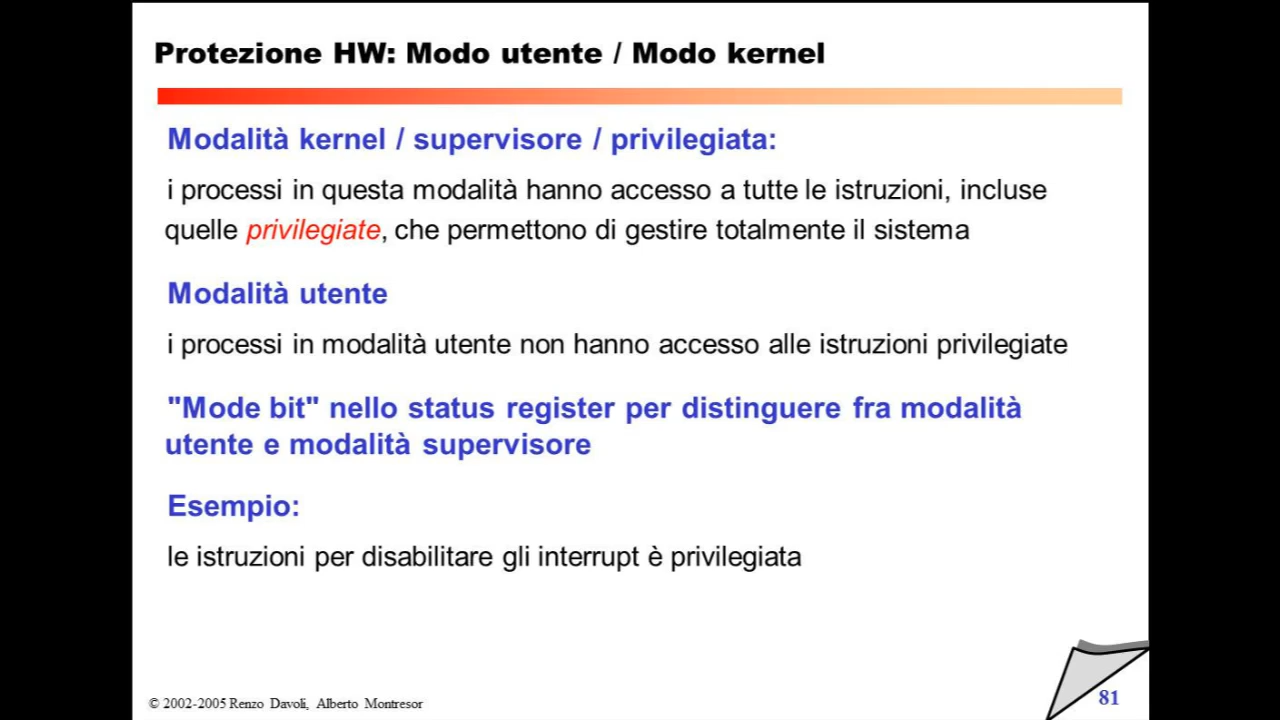 Protezione HW: Modo utente / Modo kernel
Modalità kernel / supervisore / privilegiata:
i processi in questa modalità hanno accesso a tutte le istruzioni, incluse
quelle privilegiate, che permettono di gestire totalmente il sistema
Modalità utente
i processi in modalità utente non hanno accesso alle istruzioni privilegiate
"Mode bit" nello status register per distinguere fra modalità
utente e modalità supervisore
Esempio:
le istruzioni per disabilitare gli interrupt è privilegiata
© 2002-2005 Renzo Davoli, Alberto Montresor
81